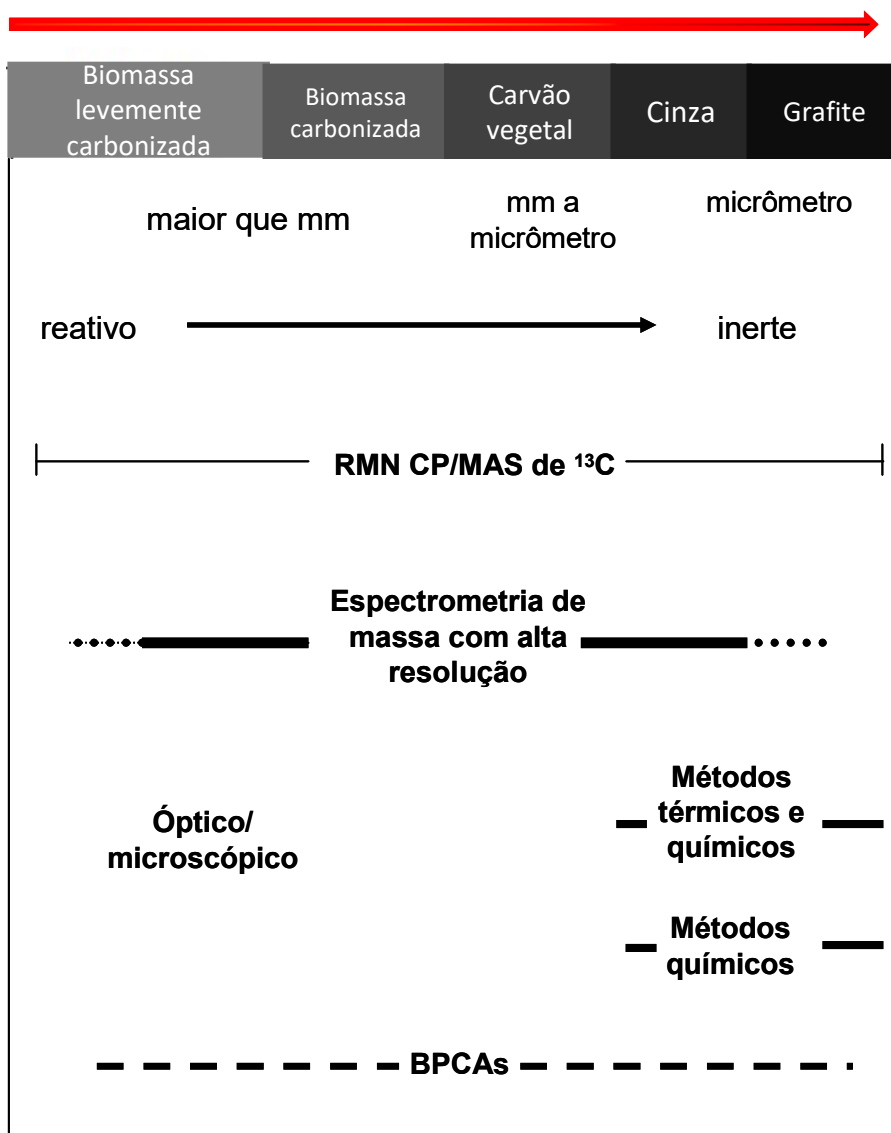 Biomassa
levemente
carbonizada
Biomassa
carbonizada
Carvão
vegetal
Cinza
Grafite
maior que mm
mm a
micrômetro
micrômetro
reativo
inerte
RMN CP/MAS de ¹³C
Espectrometria de
massa com alta
resolução
Óptico/
microscópico
Métodos
térmicos e
químicos
Métodos
químicos
BPCAs